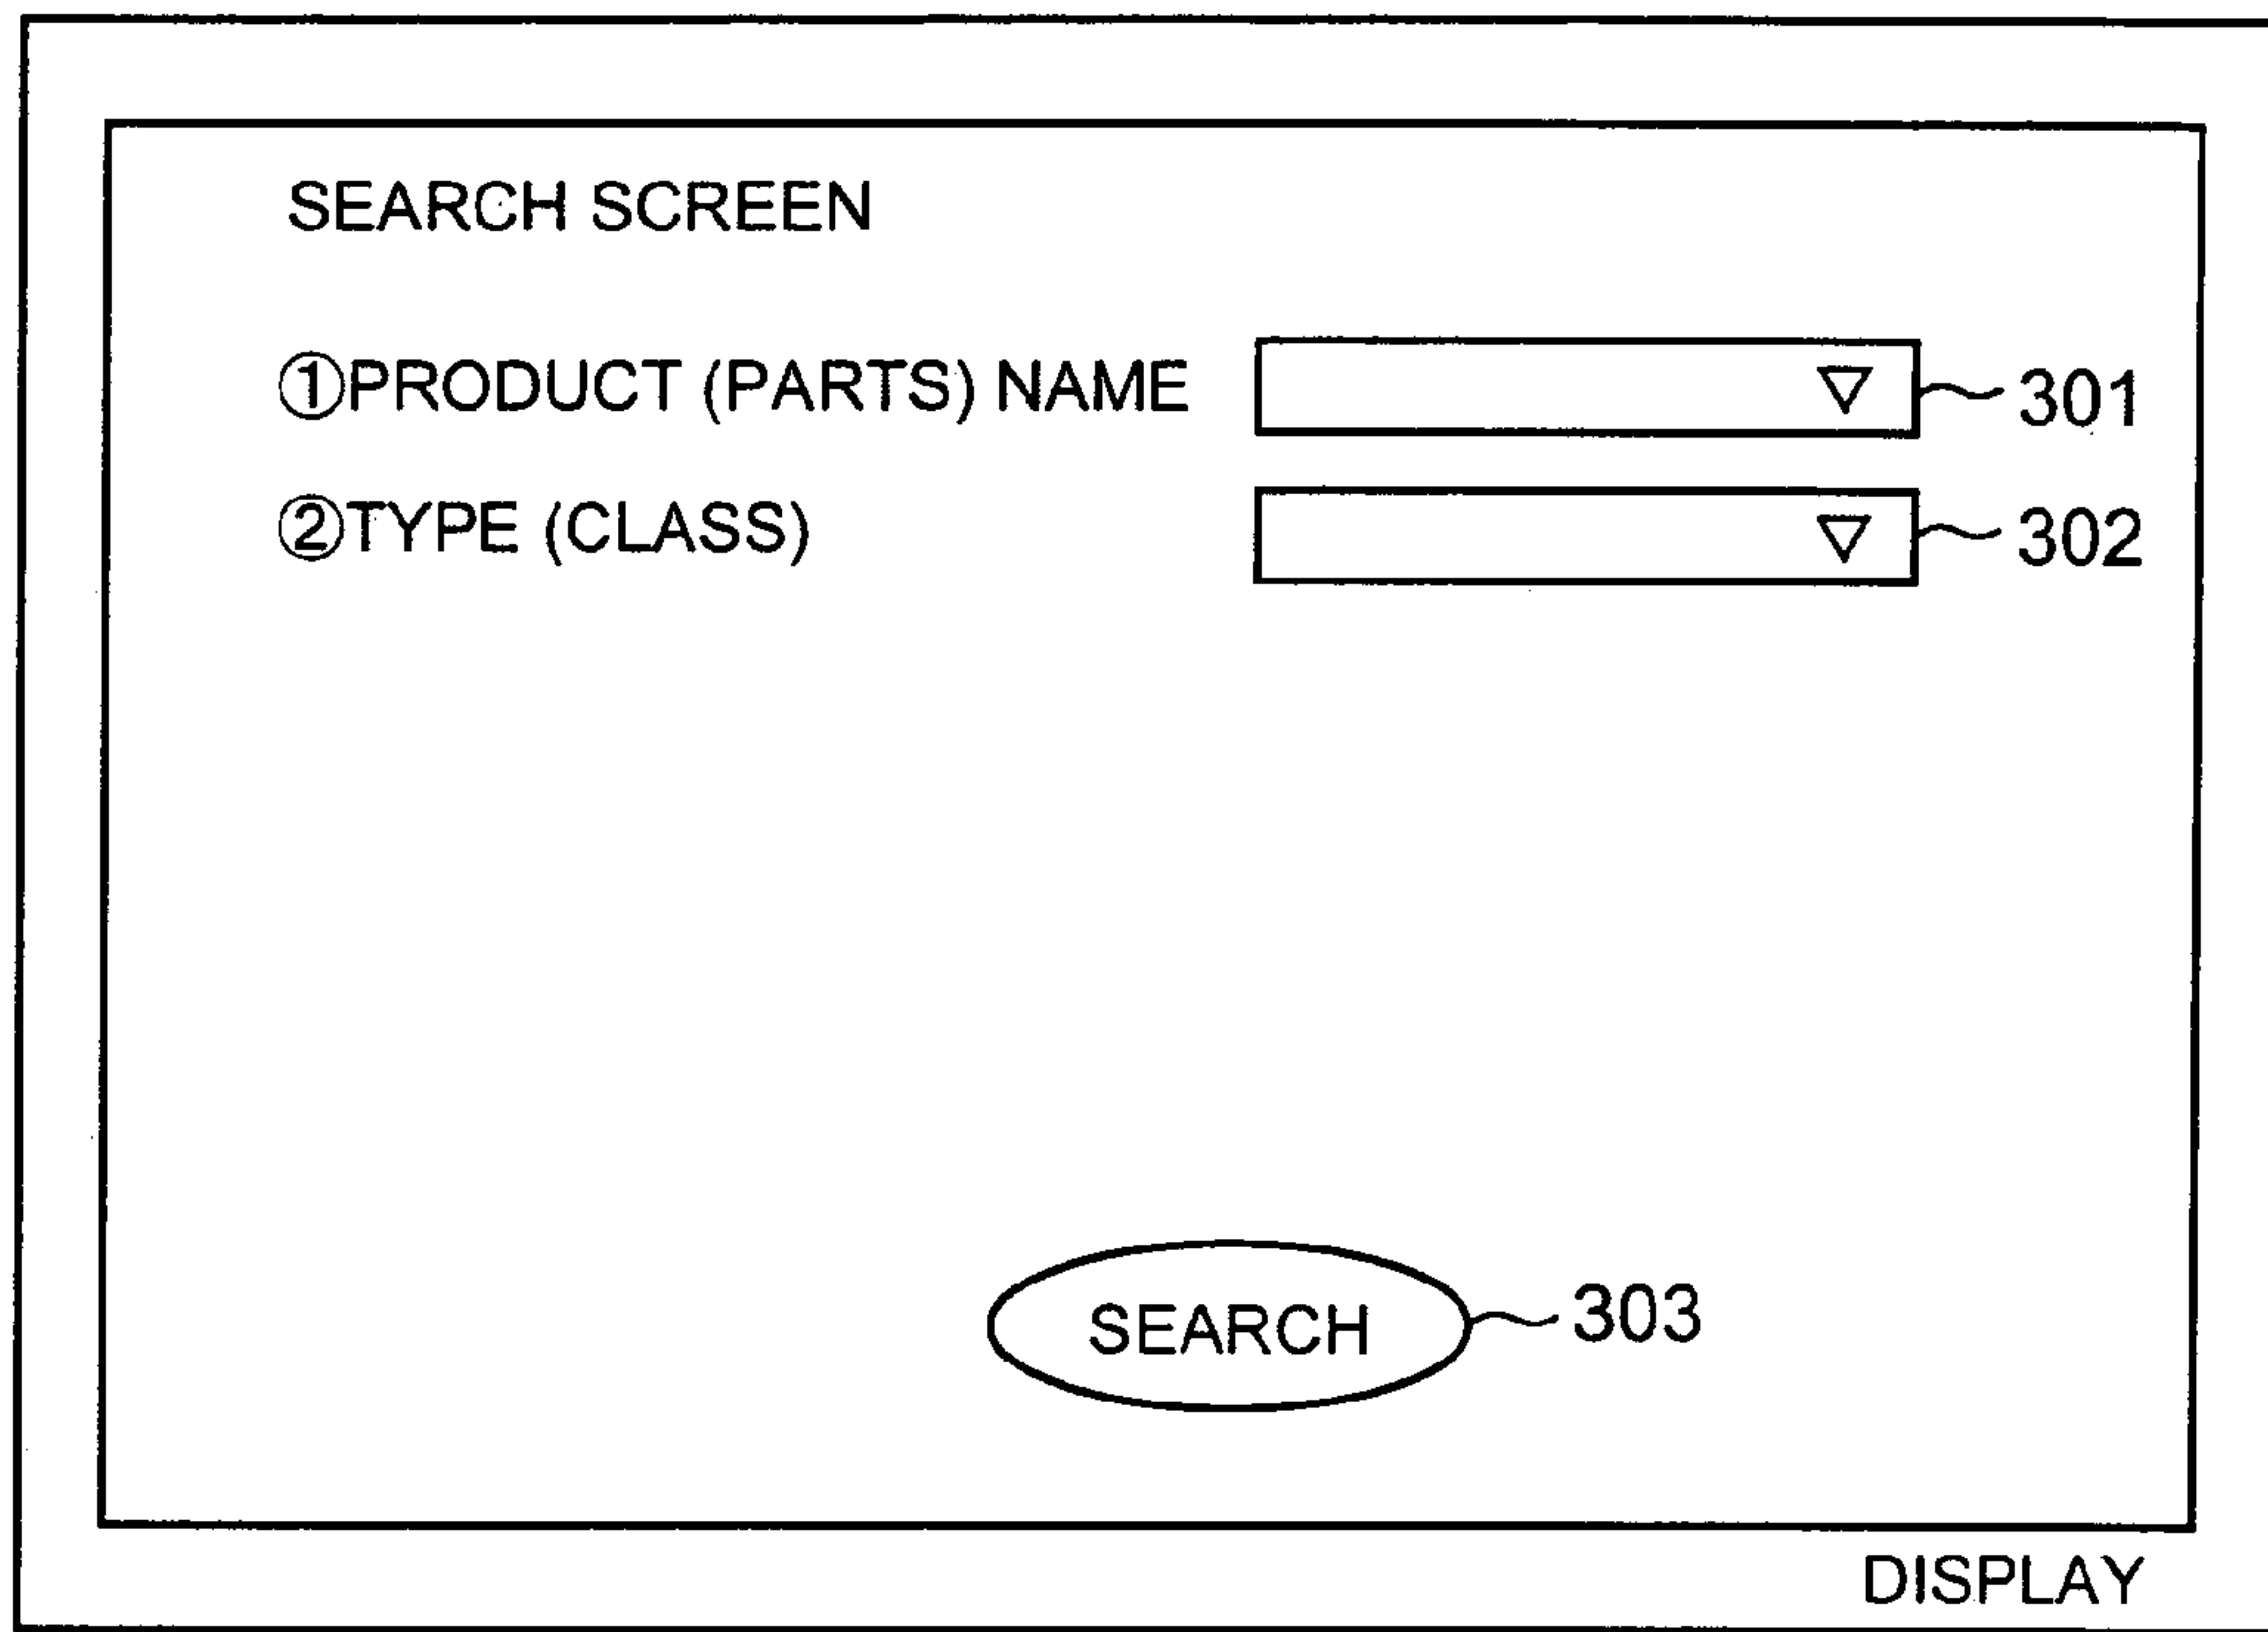 SEARCH SCREEN
①PRODUCT (PARTS) NAME ▽ 301
②TYPE (CLASS) ▽ 302
SEARCH 303
DISPLAY